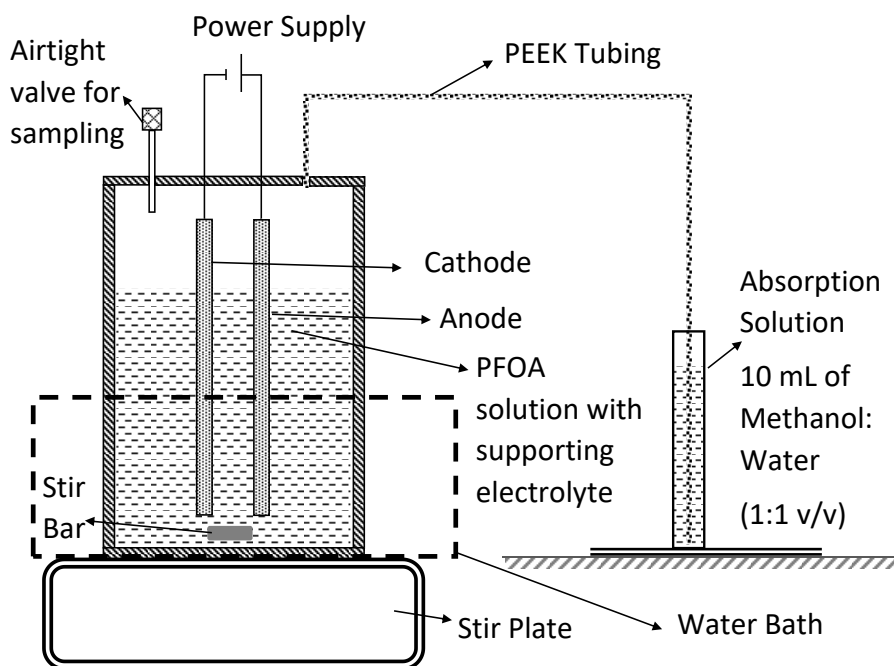 Power Supply
Airtight
valve for
sampling
PEEK Tubing
Cathode
Anode
PFOA
solution with
supporting
electrolyte
Absorption
Solution
10 mL of
Methanol:
Water
(1:1 v/v)
Stir
Bar
Stir Plate
Water Bath